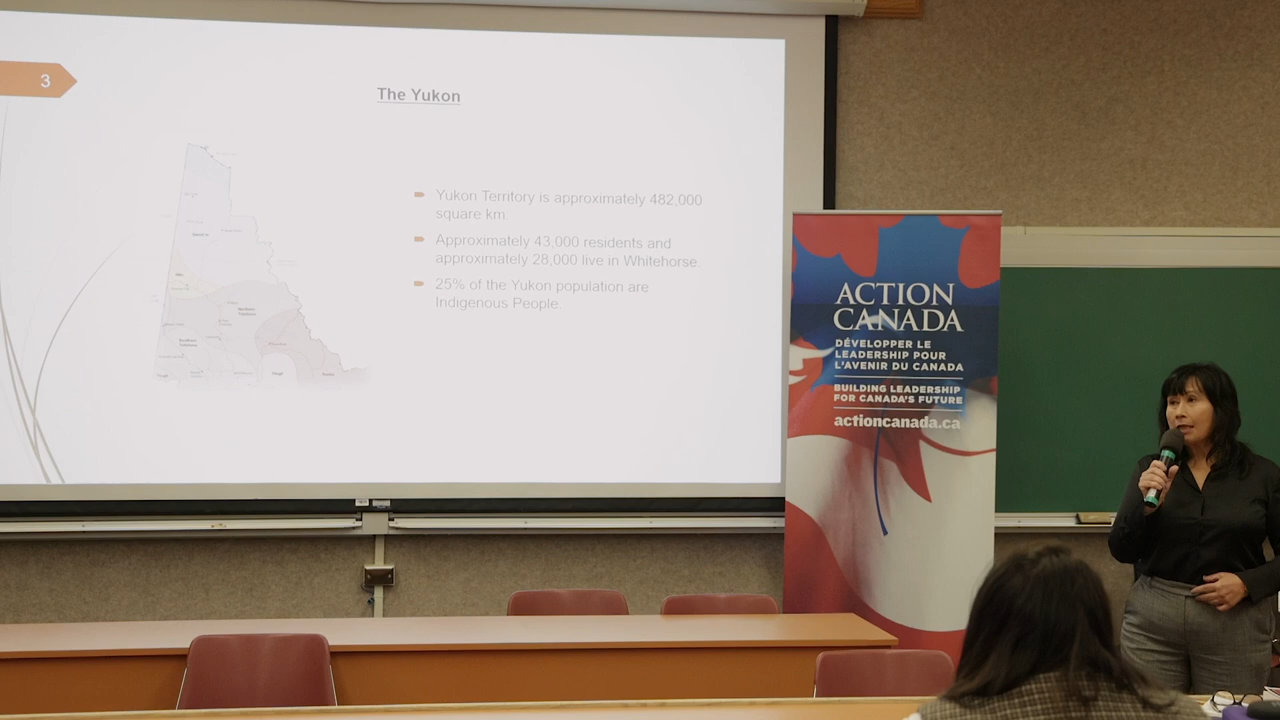 3
The Yukon
Yukon Territory is approximately 482,000
square km
Approximately 43,000 residents and
approximately 28,000 live in Whitehorse.
25% of the Yukon population are
Indigenous People.
ACTION
CANADA
DÉVELOPPER LE
LEADERSHIP POUR
L'AVENIR DU CANADA
BUILDING LEADERSHIP
FOR CANADA'S FUTURE
actioncanada.ca